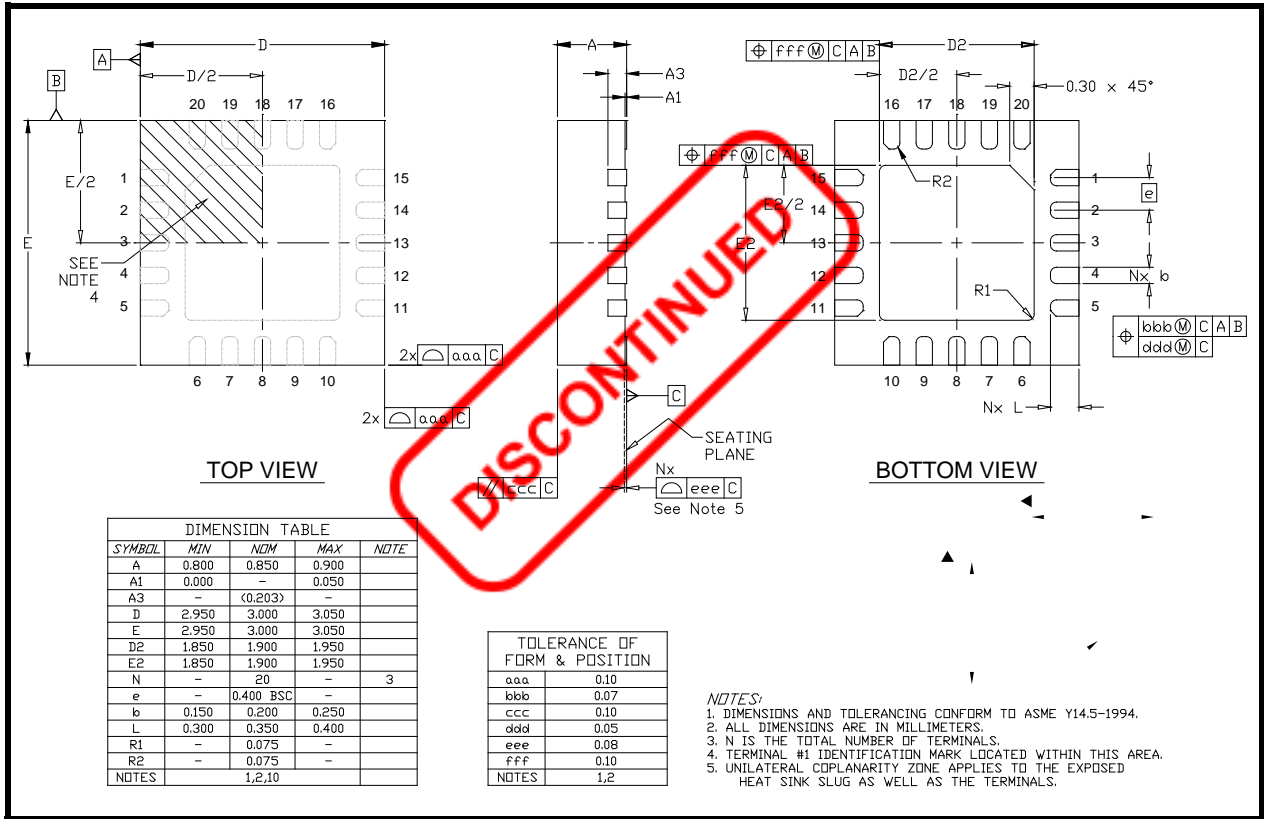 D
A
B
D/2
20 19 18 17 16
E/2
E
1
2
3
4
5
15
14
13
12
11
SEE
NOTE
4
6 7 8 9 10
2x aaa C
2x aaa C
TOP VIEW
A
A3
A1
C
SEATING
PLANE
ccc C
Nx
eee C
See Note 5
DISCONTINUED
⌖ fff Ⓜ C A B
D2
D2/2
0.30 x 45°
16 17 18 19 20
⌖ fff Ⓜ C A B
R2
E2/2
E2
15
14
13
12
11
1
2
3
4
5
e
Nx b
R1
⌖ bbb Ⓜ C A B
ddd Ⓜ C
10 9 8 7 6
Nx L
BOTTOM VIEW
DIMENSION TABLE
SYMBOL MIN NOM MAX NOTE
A 0.800 0.850 0.900
A1 0.000 – 0.050
A3 – (0.203) –
D 2.950 3.000 3.050
E 2.950 3.000 3.050
D2 1.850 1.900 1.950
E2 1.850 1.900 1.950
N – 20 – 3
e – 0.400 BSC –
b 0.150 0.200 0.250
L 0.300 0.350 0.400
R1 – 0.075 –
R2 – 0.075 –
NOTES 1,2,10
TOLERANCE OF
FORM & POSITION
aaa 0.10
bbb 0.07
ccc 0.10
ddd 0.05
eee 0.08
fff 0.10
NOTES 1,2
NOTES:
1. DIMENSIONS AND TOLERANCING CONFORM TO ASME Y14.5-1994.
2. ALL DIMENSIONS ARE IN MILLIMETERS.
3. N IS THE TOTAL NUMBER OF TERMINALS.
4. TERMINAL #1 IDENTIFICATION MARK LOCATED WITHIN THIS AREA.
5. UNILATERAL COPLANARITY ZONE APPLIES TO THE EXPOSED
HEAT SINK SLUG AS WELL AS THE TERMINALS.